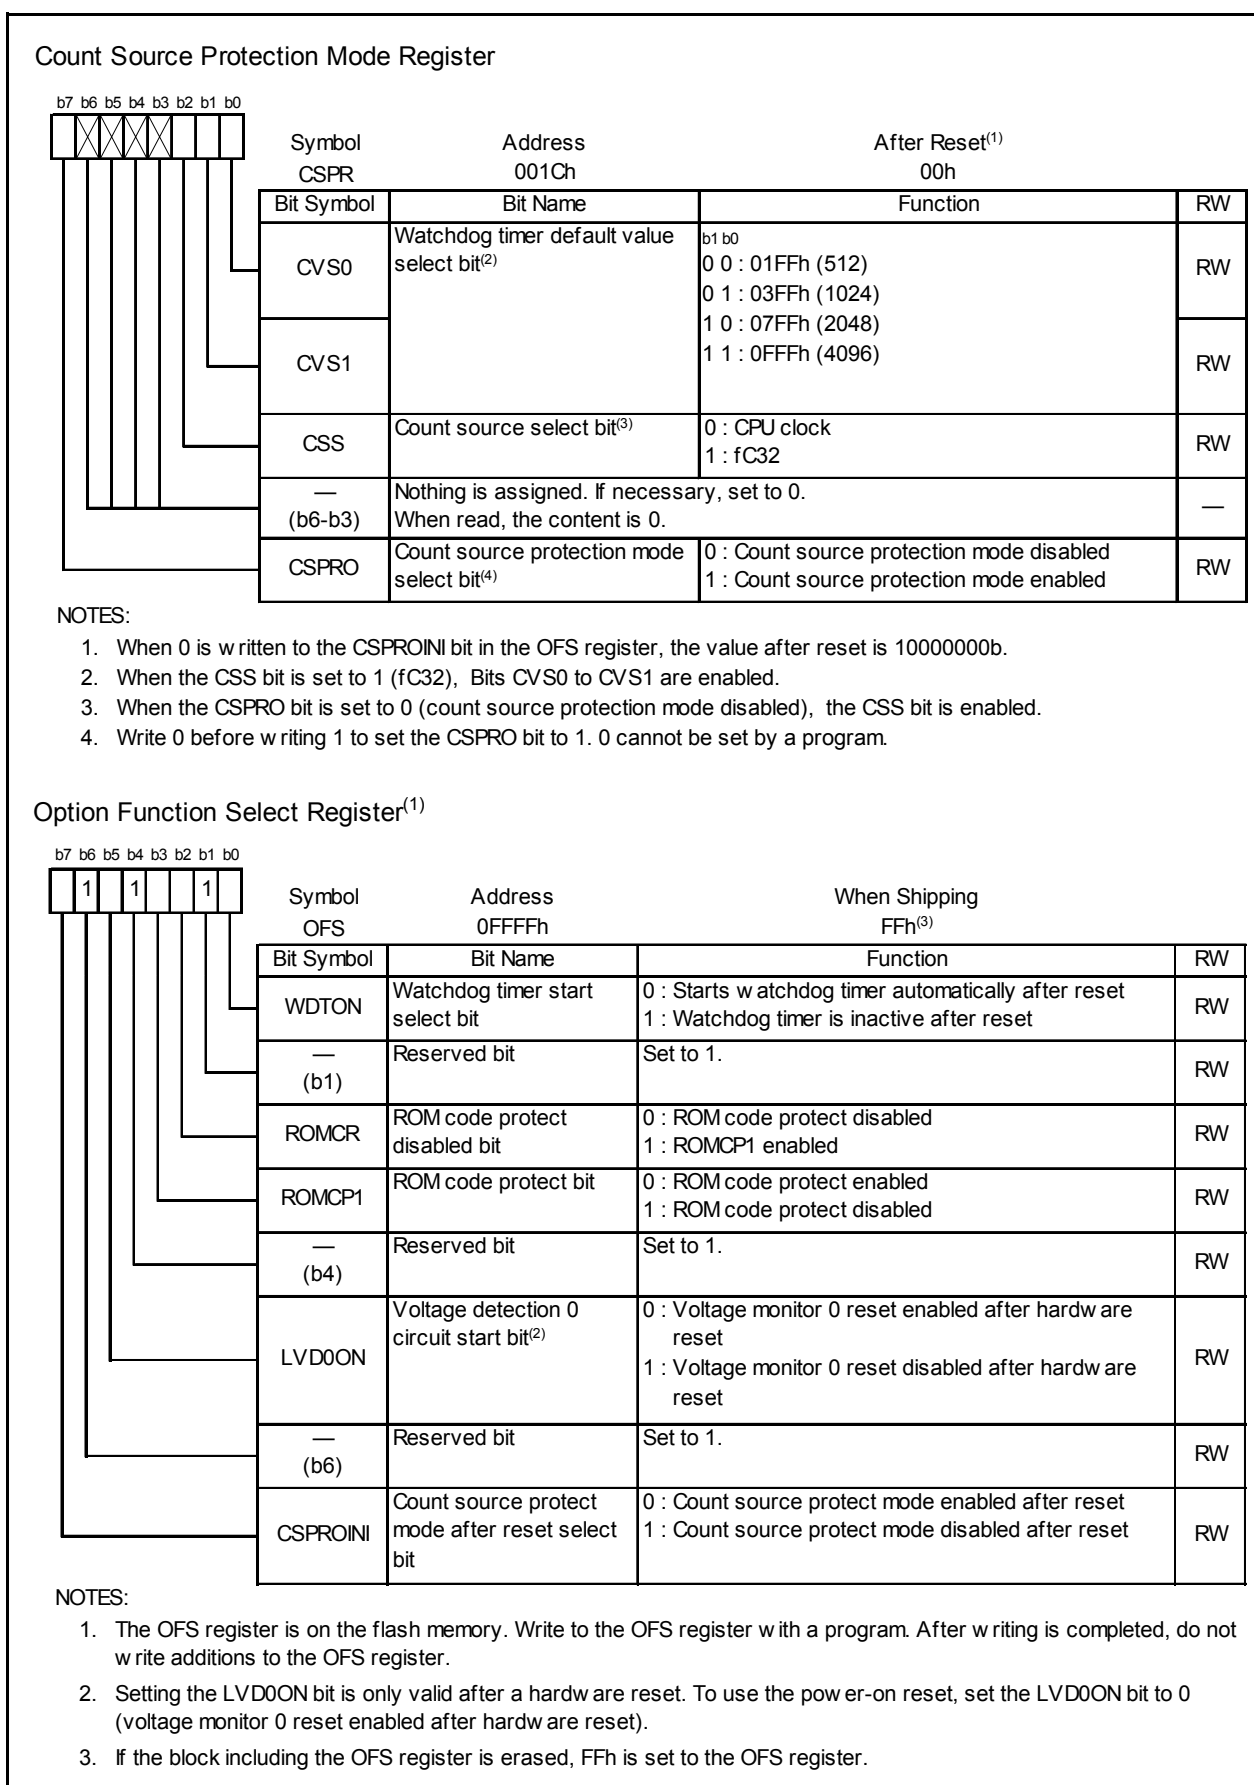 Count Source Protection Mode Register
b7 b6 b5 b4 b3 b2 b1 b0
Symbol Address After Reset(1)
CSPR 001Ch 00h
Bit Symbol Bit Name Function RW
CVS0 Watchdog timer default value select bit(2) b1 b0
0 0 : 01FFh (512)
0 1 : 03FFh (1024)
1 0 : 07FFh (2048)
1 1 : 0FFFh (4096) RW
CVS1 RW
CSS Count source select bit(3) 0 : CPU clock
1 : fC32 RW
— Nothing is assigned. If necessary, set to 0.
(b6-b3) When read, the content is 0. —
CSPRO Count source protection mode select bit(4) 0 : Count source protection mode disabled
1 : Count source protection mode enabled RW
NOTES:
1. When 0 is written to the CSPROINI bit in the OFS register, the value after reset is 10000000b.
2. When the CSS bit is set to 1 (fC32), Bits CVS0 to CVS1 are enabled.
3. When the CSPRO bit is set to 0 (count source protection mode disabled), the CSS bit is enabled.
4. Write 0 before writing 1 to set the CSPRO bit to 1. 0 cannot be set by a program.
Option Function Select Register(1)
b7 b6 b5 b4 b3 b2 b1 b0
1 1 1
Symbol Address When Shipping
OFS 0FFFFh FFh(3)
Bit Symbol Bit Name Function RW
WDTON Watchdog timer start select bit 0 : Starts watchdog timer automatically after reset
1 : Watchdog timer is inactive after reset RW
— (b1) Reserved bit Set to 1. RW
ROMCR ROM code protect disabled bit 0 : ROM code protect disabled
1 : ROMCP1 enabled RW
ROMCP1 ROM code protect bit 0 : ROM code protect enabled
1 : ROM code protect disabled RW
— (b4) Reserved bit Set to 1. RW
LVD0ON Voltage detection 0 circuit start bit(2) 0 : Voltage monitor 0 reset enabled after hardware reset
1 : Voltage monitor 0 reset disabled after hardware reset RW
— (b6) Reserved bit Set to 1. RW
CSPROINI Count source protect mode after reset select bit 0 : Count source protect mode enabled after reset
1 : Count source protect mode disabled after reset RW
NOTES:
1. The OFS register is on the flash memory. Write to the OFS register with a program. After writing is completed, do not
write additions to the OFS register.
2. Setting the LVD0ON bit is only valid after a hardware reset. To use the power-on reset, set the LVD0ON bit to 0
(voltage monitor 0 reset enabled after hardware reset).
3. If the block including the OFS register is erased, FFh is set to the OFS register.